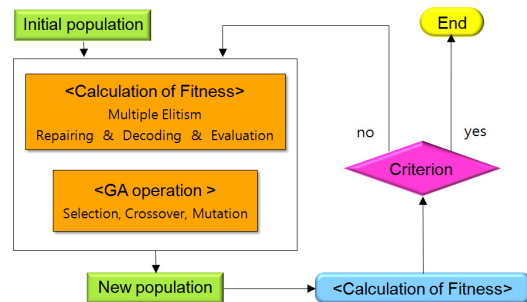 Initial population
End
<Calculation of Fitness>
Multiple Elitism
Repairing & Decoding & Evaluation
no
yes
Criterion
<GA operation >
Selection, Crossover, Mutation
New population
<Calculation of Fitness>